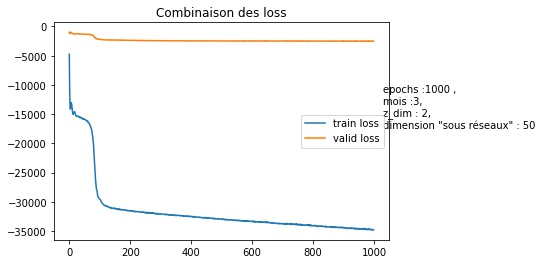 Combinaison des loss
0
−5000
−10000
−15000
−20000
−25000
−30000
−35000
0
200
400
600
800
1000
train loss
valid loss
epochs :1000 ,
mois :3,
z_dim : 2,
dimension "sous réseaux" : 50